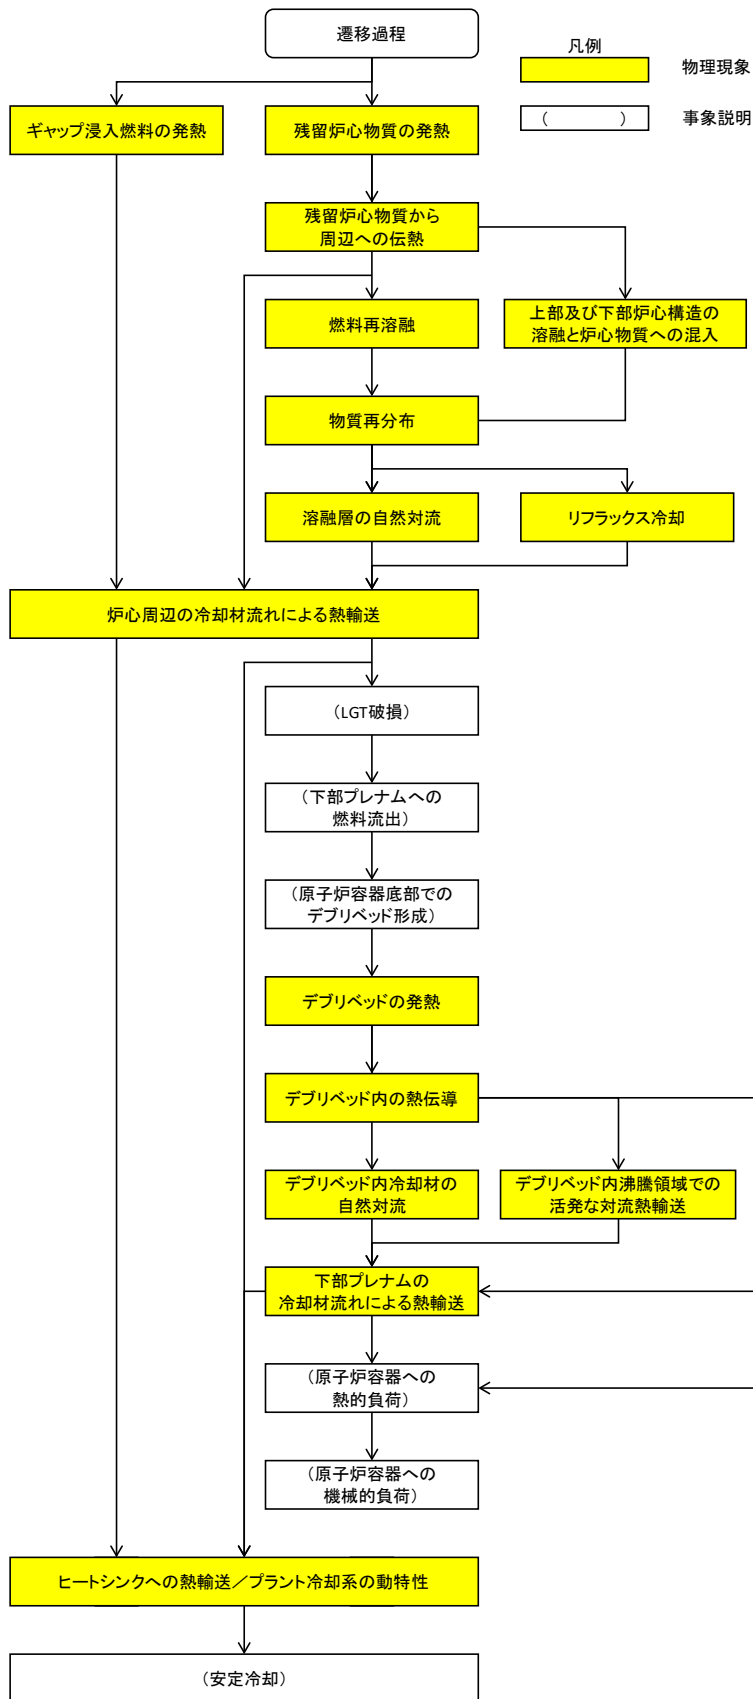 遷移過程
凡例
物理現象
( )
事象説明
ギャップ浸入燃料の発熱
残留炉心物質の発熱
残留炉心物質から
周辺への伝熱
燃料再溶融
上部及び下部炉心構造の
溶融と炉心物質への混入
物質再分布
溶融層の自然対流
リフラックス冷却
炉心周辺の冷却材流れによる熱輸送
(LGT破損)
(下部プレナムへの
燃料流出)
(原子炉容器底部での
デブリベッド形成)
デブリベッドの発熱
デブリベッド内の熱伝導
デブリベッド内冷却材の
自然対流
デブリベッド内沸騰領域での
活発な対流熱輸送
下部プレナムの
冷却材流れによる熱輸送
(原子炉容器への
熱的負荷)
(原子炉容器への
機械的負荷)
ヒートシンクへの熱輸送/プラント冷却系の動特性
(安定冷却)